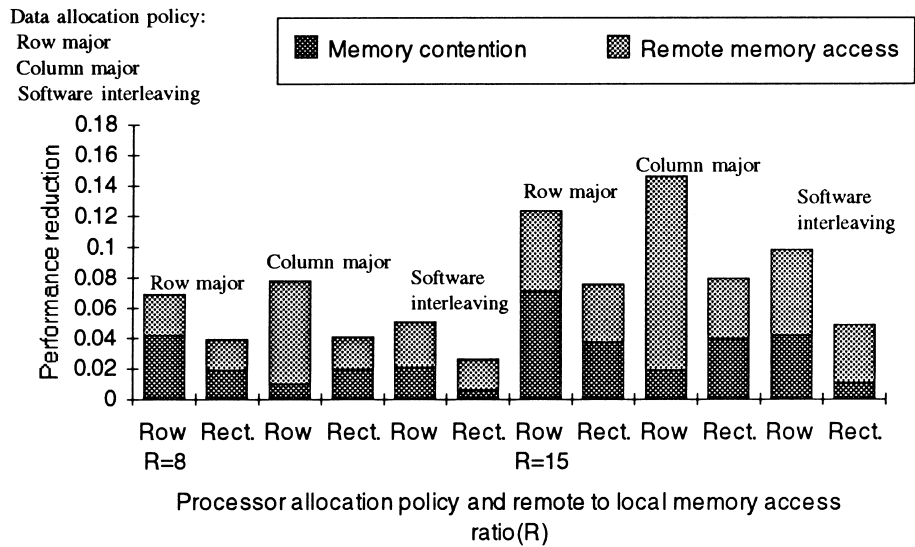 Data allocation policy:
Row major
Column major
Software interleaving
Memory contention
Remote memory access
Performance reduction
0.18
0.16
0.14
0.12
0.1
0.08
0.06
0.04
0.02
0
Row major
Column major
Software
interleaving
Row major
Column major
Software
interleaving
Row Rect. Row Rect. Row Rect. Row Rect. Row Rect. Row Rect.
R=8 R=15
Processor allocation policy and remote to local memory access
ratio(R)